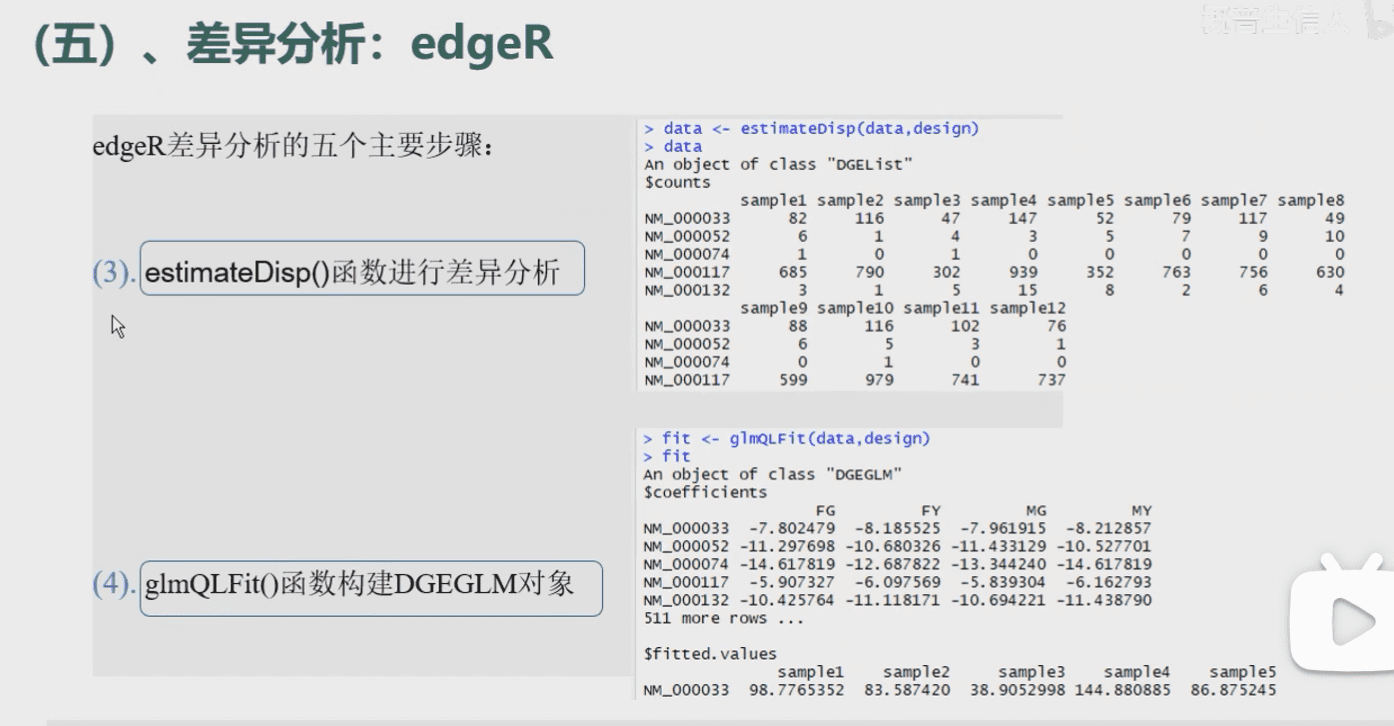 (五)、差异分析：edgeR
edgeR差异分析的五个主要步骤：
(3). estimateDisp()函数进行差异分析
(4). glmQLFit()函数构建DGEGLM对象
> data <- estimateDisp(data,design)
> data
An object of class "DGEList"
$counts
sample1 sample2 sample3 sample4 sample5 sample6 sample7 sample8
NM_000033 82 116 47 147 52 79 117 49
NM_000052 6 1 4 3 5 7 9 10
NM_000074 1 0 1 0 0 0 0 0
NM_000117 685 790 302 939 352 763 756 630
NM_000132 3 1 5 15 8 2 6 4
sample9 sample10 sample11 sample12
NM_000033 88 116 102 76
NM_000052 6 5 3 1
NM_000074 0 1 0 0
NM_000117 599 979 741 737
> fit <- glmQLFit(data,design)
> fit
An object of class "DGEGLM"
$coefficients
FG FY MG MY
NM_000033 -7.802479 -8.185525 -7.961915 -8.212857
NM_000052 -11.297698 -10.680326 -11.433129 -10.527701
NM_000074 -14.617819 -12.687822 -13.344240 -14.617819
NM_000117 -5.907327 -6.097569 -5.839304 -6.162793
NM_000132 -10.425764 -11.118171 -10.694221 -11.438790
511 more rows ...
$fitted.values
sample1 sample2 sample3 sample4 sample5
NM_000033 98.7765352 83.587420 38.9052998 144.880885 86.875245